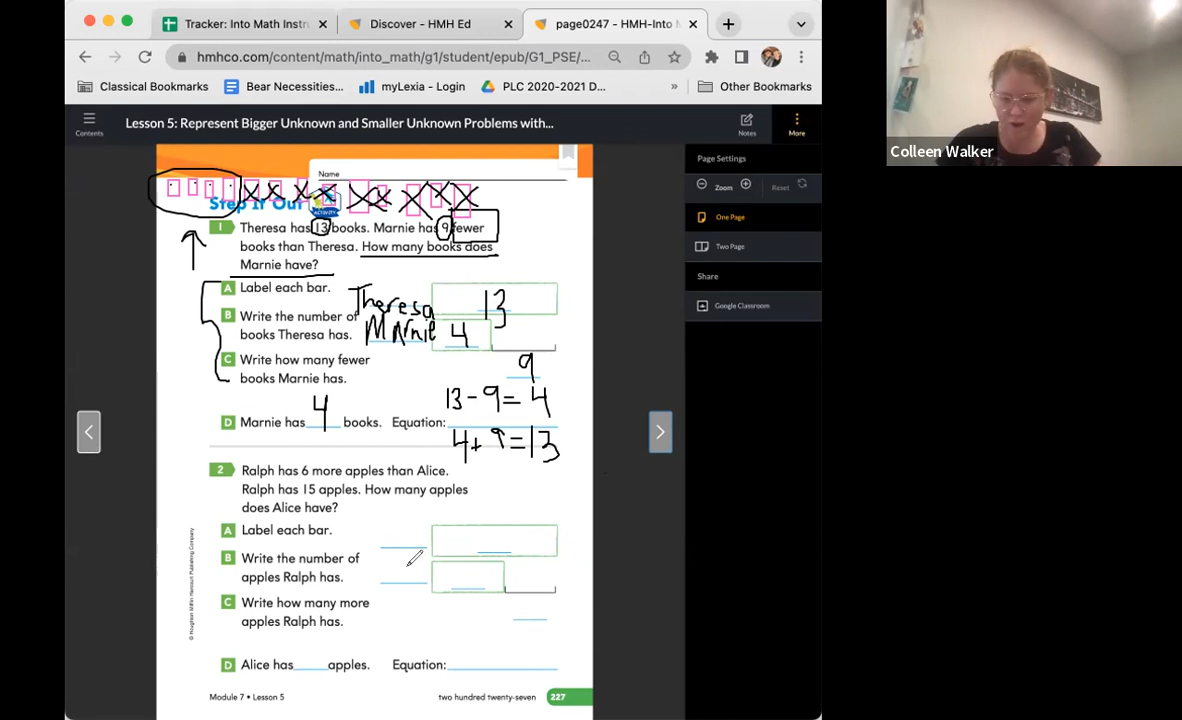 Tracker: Into Math Instr
Discover - HMH Ed
page0247 - HMH-Into M
hmhco.com/content/math/into_math/g1/student/epub/G1_PSE/...
Classical Bookmarks
Bear Necessities...
myLexia - Login
PLC 2020-2021 D...
»
Other Bookmarks
Contents
Lesson 5: Represent Bigger Unknown and Smaller Unknown Problems with...
Notes
More
Page Settings
Zoom
Reset
One Page
Two Page
Share
Google Classroom
Colleen Walker
Name
Step It Out
ACTIVITY
1 Theresa has 13 books. Marnie has 9 fewer
books than Theresa. How many books does
Marnie have?
A Label each bar.
Theresa 13
B Write the number of
books Theresa has.
Marnie 4
C Write how many fewer
books Marnie has.
9
13 - 9 = 4
D Marnie has 4 books. Equation:
4 + 9 = 13
2 Ralph has 6 more apples than Alice.
Ralph has 15 apples. How many apples
does Alice have?
A Label each bar.
B Write the number of
apples Ralph has.
C Write how many more
apples Ralph has.
D Alice has apples. Equation:
© Houghton Mifflin Harcourt Publishing Company
Module 7 • Lesson 5
two hundred twenty-seven 227